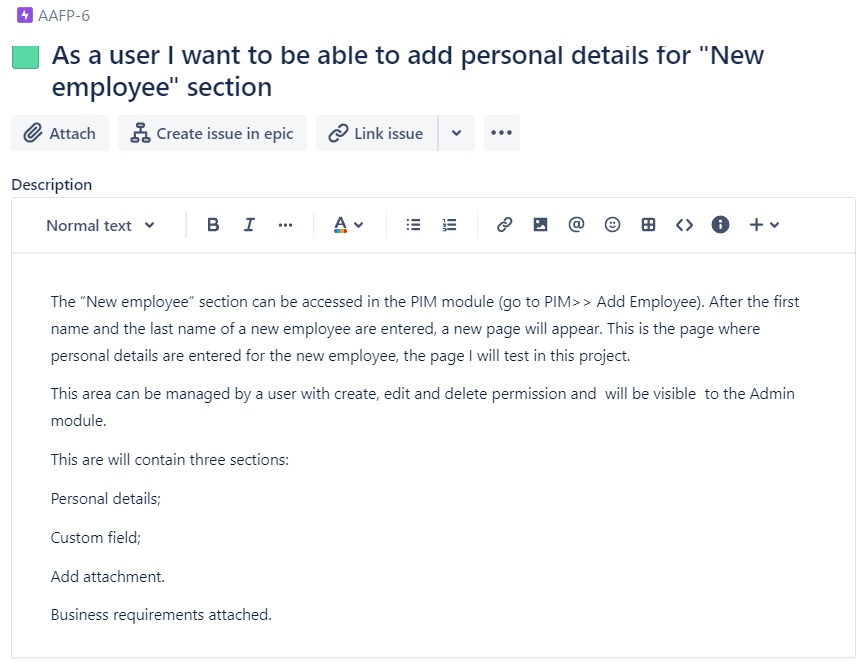 AAFP-6
As a user I want to be able to add personal details for "New
employee" section
Attach
Create issue in epic
Link issue
Description
Normal text
B I A @
The “New employee” section can be accessed in the PIM module (go to PIM>> Add Employee). After the first
name and the last name of a new employee are entered, a new page will appear. This is the page where
personal details are entered for the new employee, the page I will test in this project.
This area can be managed by a user with create, edit and delete permission and  will be visible  to the Admin
module.
This are will contain three sections:
Personal details;
Custom field;
Add attachment.
Business requirements attached.